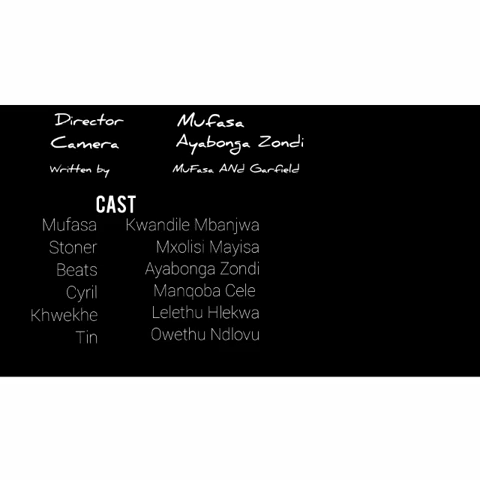 Director Mufasa
Camera Ayabonga Zondi
Written by MuFasa ANd Garfield
CAST
Mufasa Kwandile Mbanjwa
Stoner Mxolisi Mayisa
Beats Ayabonga Zondi
Cyril Manqoba Cele
Khwekhe Lelethu Hlekwa
Tin Owethu Ndlovu